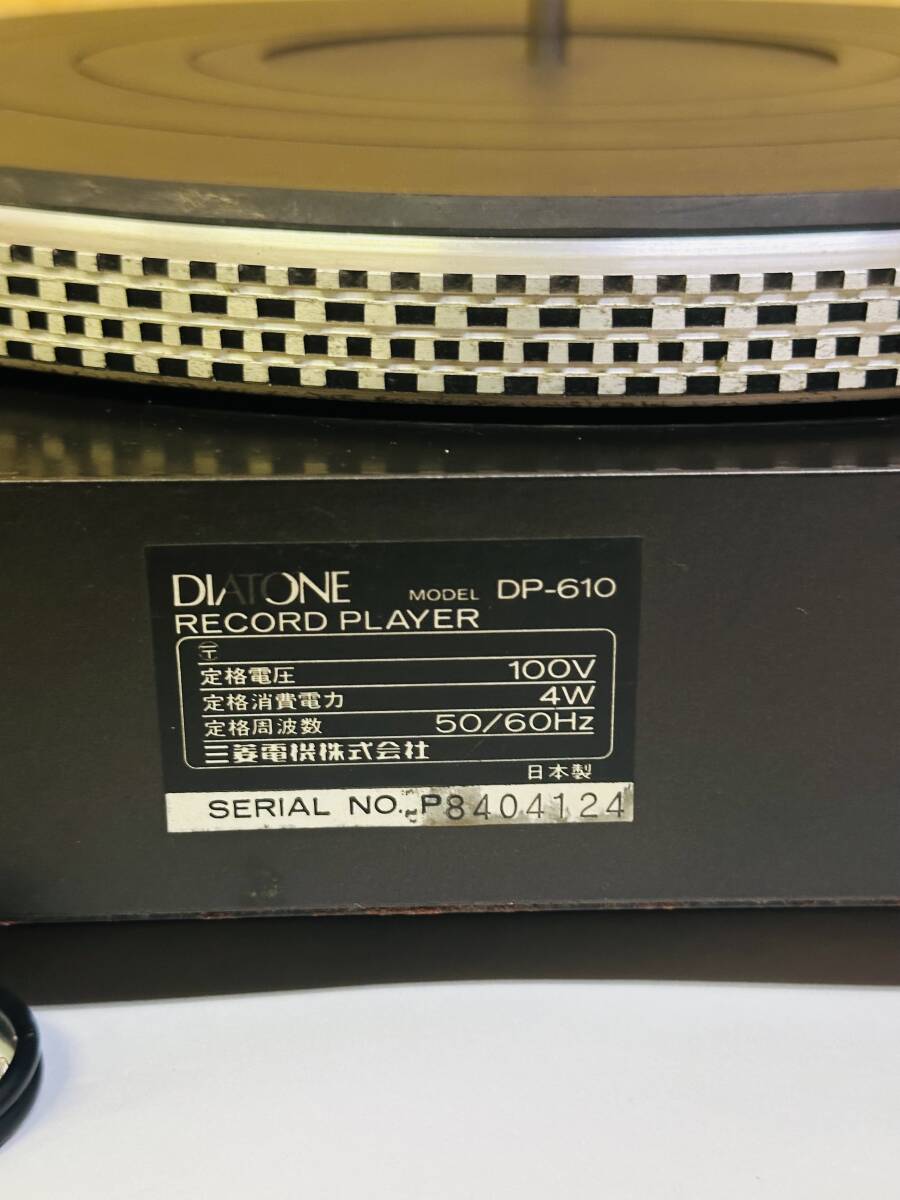 DIATONE MODEL DP-610
RECORD PLAYER
〒
定格電圧 100V
定格消費電力 4W
定格周波数 50/60Hz
三菱電機株式会社
日本製
SERIAL NO. P8404124